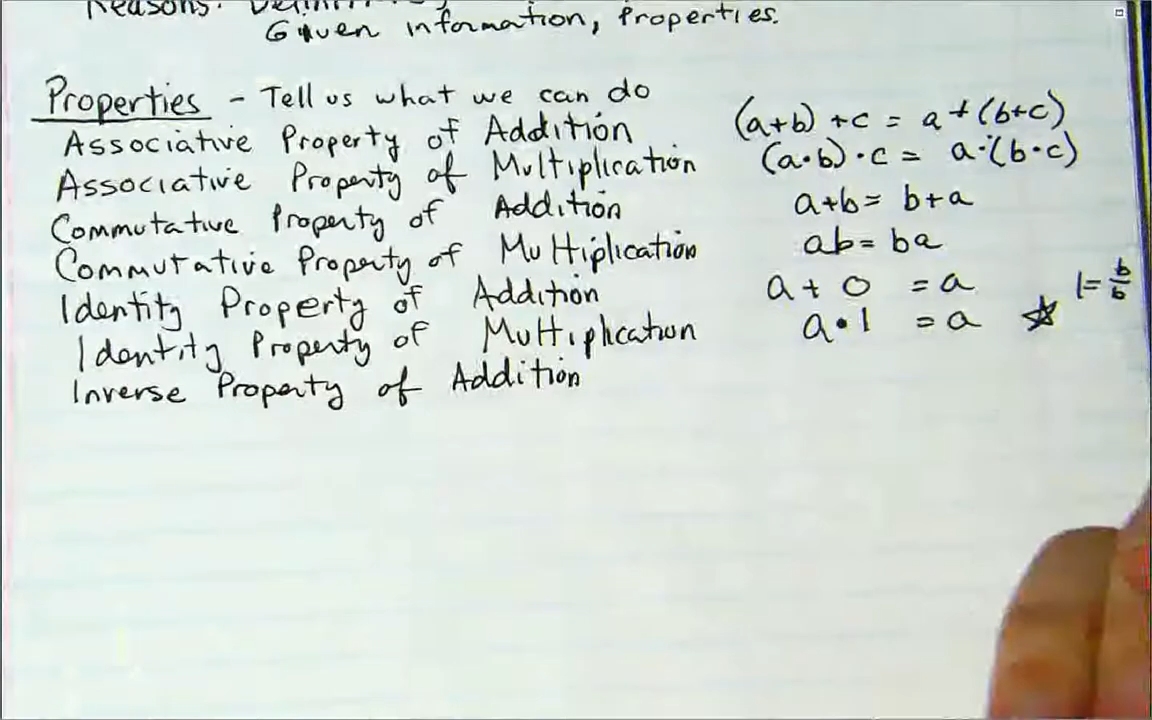 Reasons:
Given information, Properties.
Properties - Tell us what we can do
Associative Property of Addition (a+b)+c = a+(b+c)
Associative Property of Multiplication (a·b)·c = a·(b·c)
Commutative Property of Addition a+b = b+a
Commutative Property of Multiplication ab = ba
Identity Property of Addition a+0 = a 1=b/b
Identity Property of Multiplication a·1 = a ☆
Inverse Property of Addition